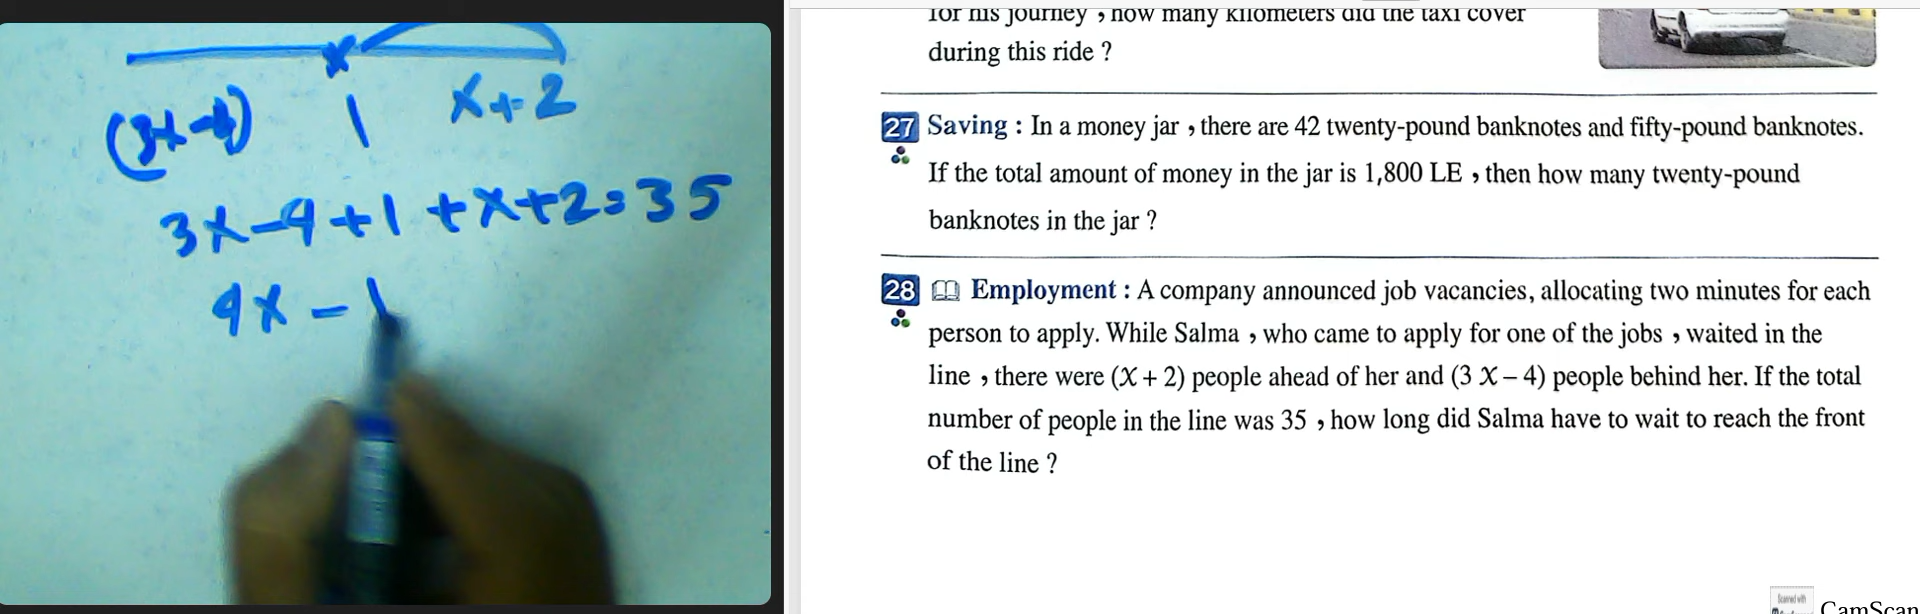 (3x-4) 1 x+2
3x-4+1+x+2=35
4x-1
for his journey , how many kilometers did the taxi cover
during this ride ?
27 Saving : In a money jar , there are 42 twenty-pound banknotes and fifty-pound banknotes.
If the total amount of money in the jar is 1,800 LE , then how many twenty-pound
banknotes in the jar ?
28 Employment : A company announced job vacancies, allocating two minutes for each
person to apply. While Salma , who came to apply for one of the jobs , waited in the
line , there were (X + 2) people ahead of her and (3 X – 4) people behind her. If the total
number of people in the line was 35 , how long did Salma have to wait to reach the front
of the line ?
Scanned with
CamScan